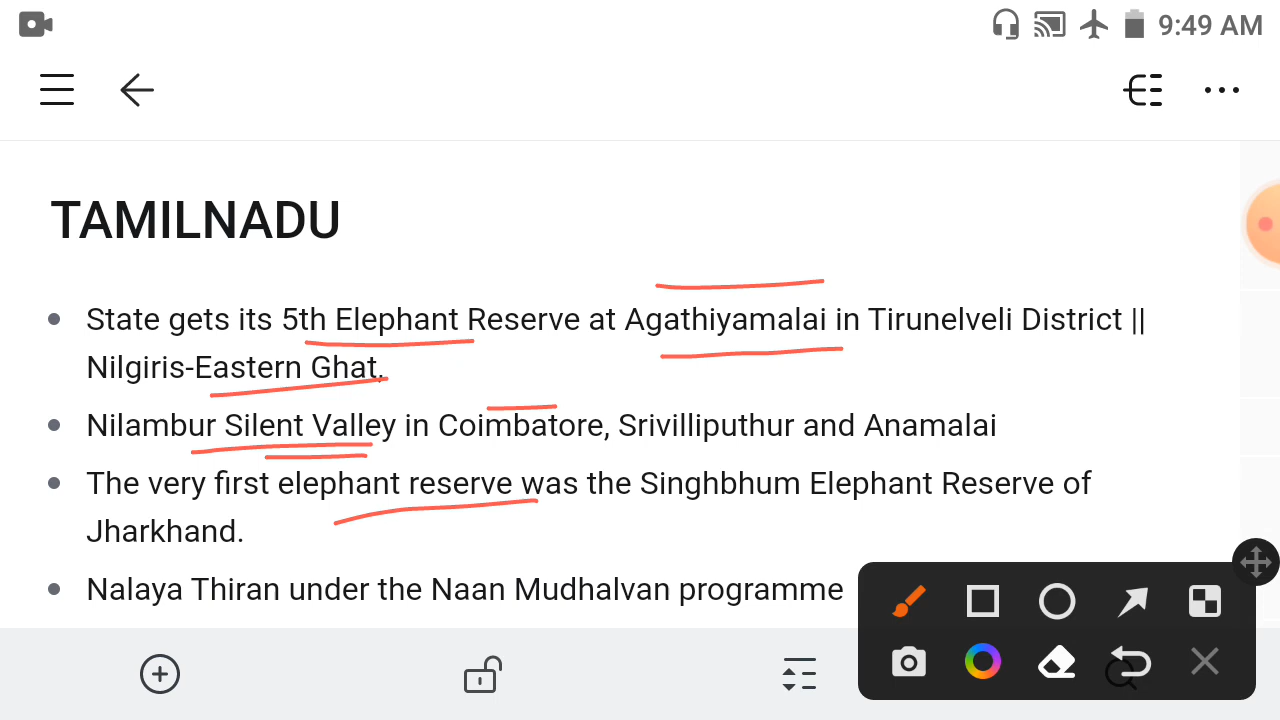 9:49 AM
TAMILNADU
State gets its 5th Elephant Reserve at Agathiyamalai in Tirunelveli District ||
Nilgiris-Eastern Ghat,
Nilambur Silent Valley in Coimbatore, Srivilliputhur and Anamalai
The very first elephant reserve was the Singhbhum Elephant Reserve of
Jharkhand.
Nalaya Thiran under the Naan Mudhalvan programme